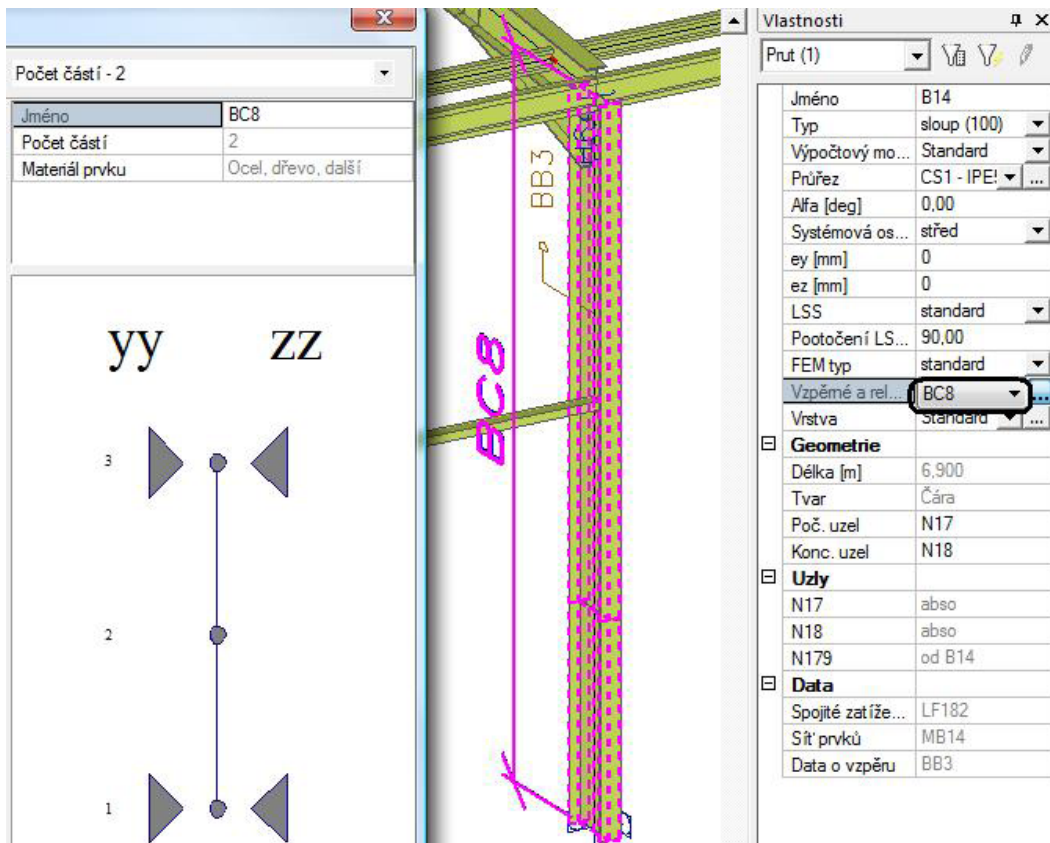 Počet částí - 2
Jméno BC8
Počet částí 2
Materiál prvku Ocel, dřevo, další
yy zz
3
2
1
BB3
BC8
Vlastnosti
Prut (1)
Jméno B14
Typ sloup (100)
Výpočtový mo... Standard
Průřez CS1 - IPE! ...
Alfa [deg] 0,00
Systémová os... střed
ey [mm] 0
ez [mm] 0
LSS standard
Pootočení LS... 90,00
FEM typ standard
Vzpěrné a rel... BC8 ...
Vrstva Standard ...
Geometrie
Délka [m] 6,900
Tvar Čára
Poč. uzel N17
Konc. uzel N18
Uzly
N17 abso
N18 abso
N179 od B14
Data
Spojité zatíže... LF182
Síť prvků MB14
Data o vzpěru BB3